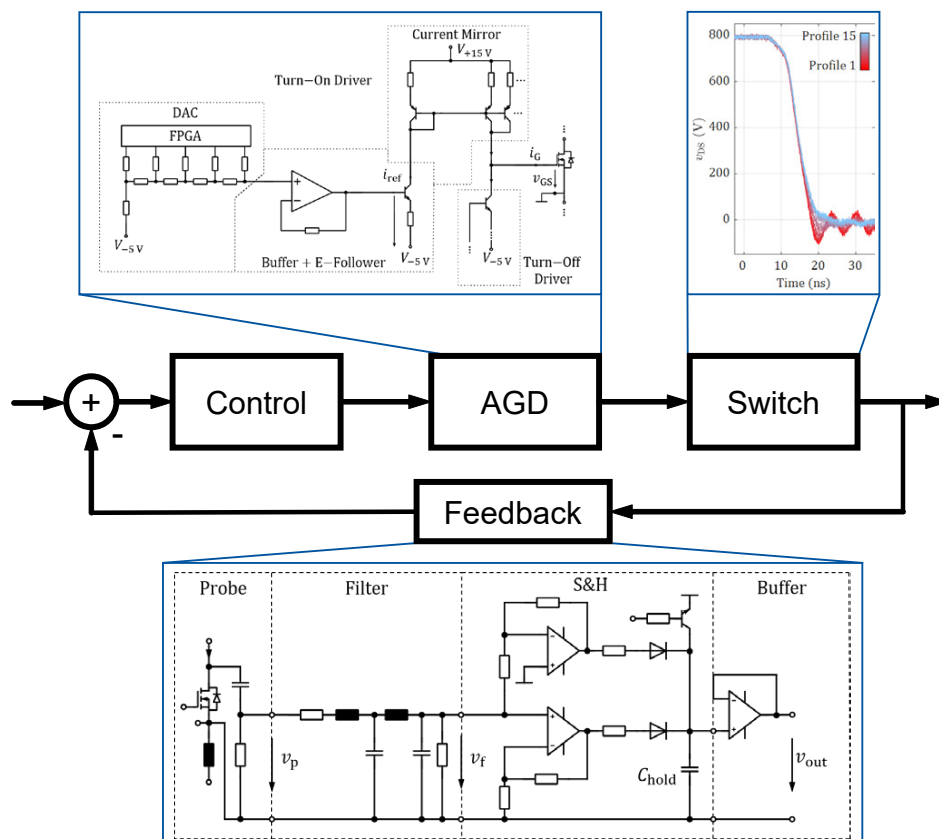 Current Mirror
V+15 V
Turn−On Driver
...
DAC
FPGA
iref
iG
vGS
V−5 V
Buffer + E−Follower
V−5 V
V−5 V
Turn−Off
Driver
+
−
800
600
400
200
0
vDS (V)
Profile 15
Profile 1
0
10
20
30
Time (ns)
+
-
Control
AGD
Switch
Feedback
Probe
Filter
S&H
Buffer
vp
vf
Chold
vout
−
+
+
−
−
+